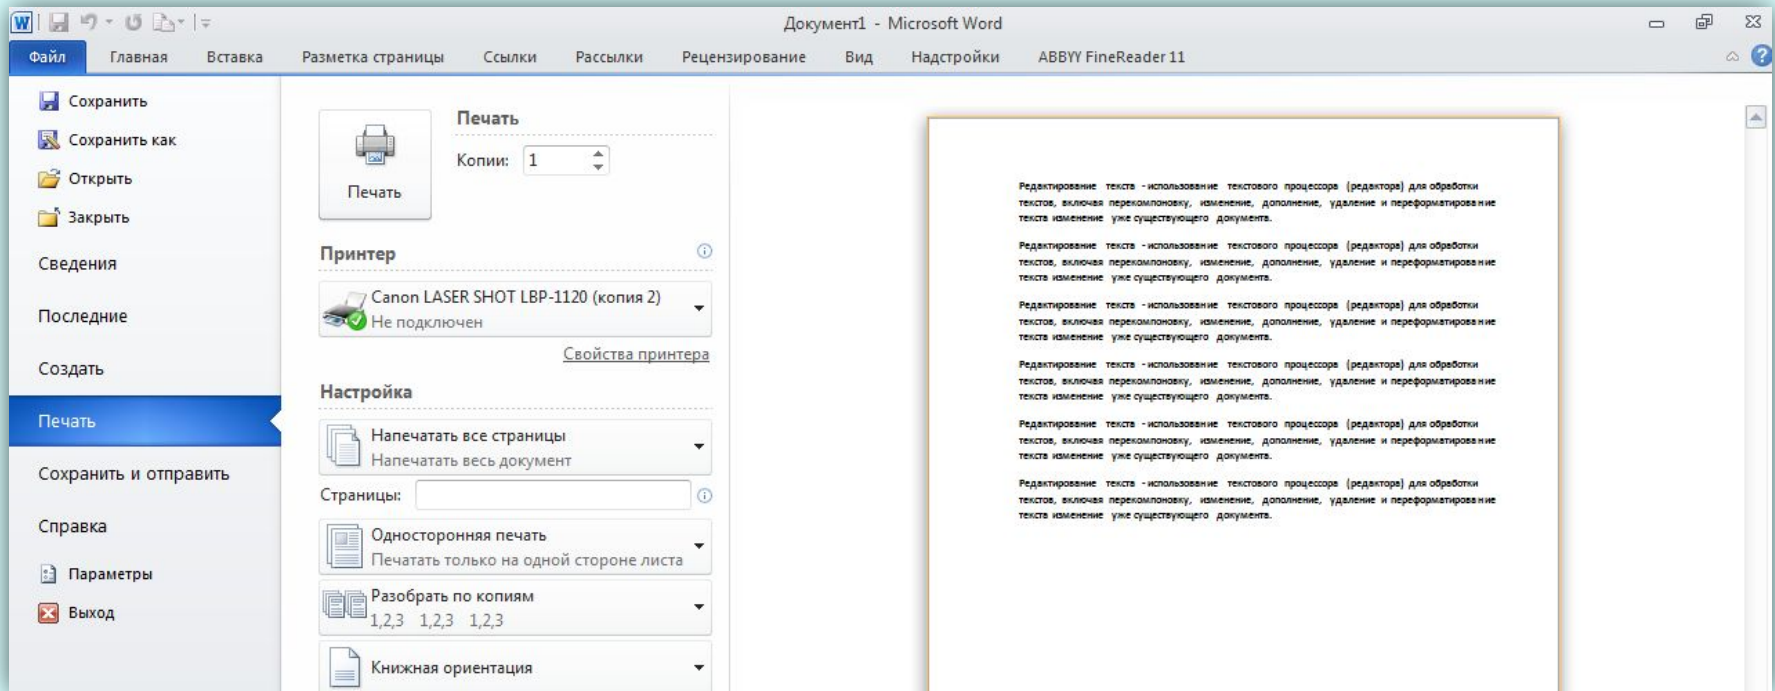 Документ1 - Microsoft Word
Файл Главная Вставка Разметка страницы Ссылки Рассылки Рецензирование Вид Надстройки ABBYY FineReader 11
Сохранить
Сохранить как
Открыть
Закрыть
Сведения
Последние
Создать
Печать
Сохранить и отправить
Справка
Параметры
Выход
Печать
Печать
Копии: 1
Принтер
Canon LASER SHOT LBP-1120 (копия 2)
Не подключен
Свойства принтера
Настройка
Напечатать все страницы
Напечатать весь документ
Страницы:
Односторонняя печать
Печатать только на одной стороне листа
Разобрать по копиям
1,2,3 1,2,3 1,2,3
Книжная ориентация
Редактирование текста - использование текстового процессора (редактора) для обработки
текстов, включая перекомпоновку, изменение, дополнение, удаление и переформатирование
текста изменение уже существующего документа.
Редактирование текста - использование текстового процессора (редактора) для обработки
текстов, включая перекомпоновку, изменение, дополнение, удаление и переформатирование
текста изменение уже существующего документа.
Редактирование текста - использование текстового процессора (редактора) для обработки
текстов, включая перекомпоновку, изменение, дополнение, удаление и переформатирование
текста изменение уже существующего документа.
Редактирование текста - использование текстового процессора (редактора) для обработки
текстов, включая перекомпоновку, изменение, дополнение, удаление и переформатирование
текста изменение уже существующего документа.
Редактирование текста - использование текстового процессора (редактора) для обработки
текстов, включая перекомпоновку, изменение, дополнение, удаление и переформатирование
текста изменение уже существующего документа.
Редактирование текста - использование текстового процессора (редактора) для обработки
текстов, включая перекомпоновку, изменение, дополнение, удаление и переформатирование
текста изменение уже существующего документа.